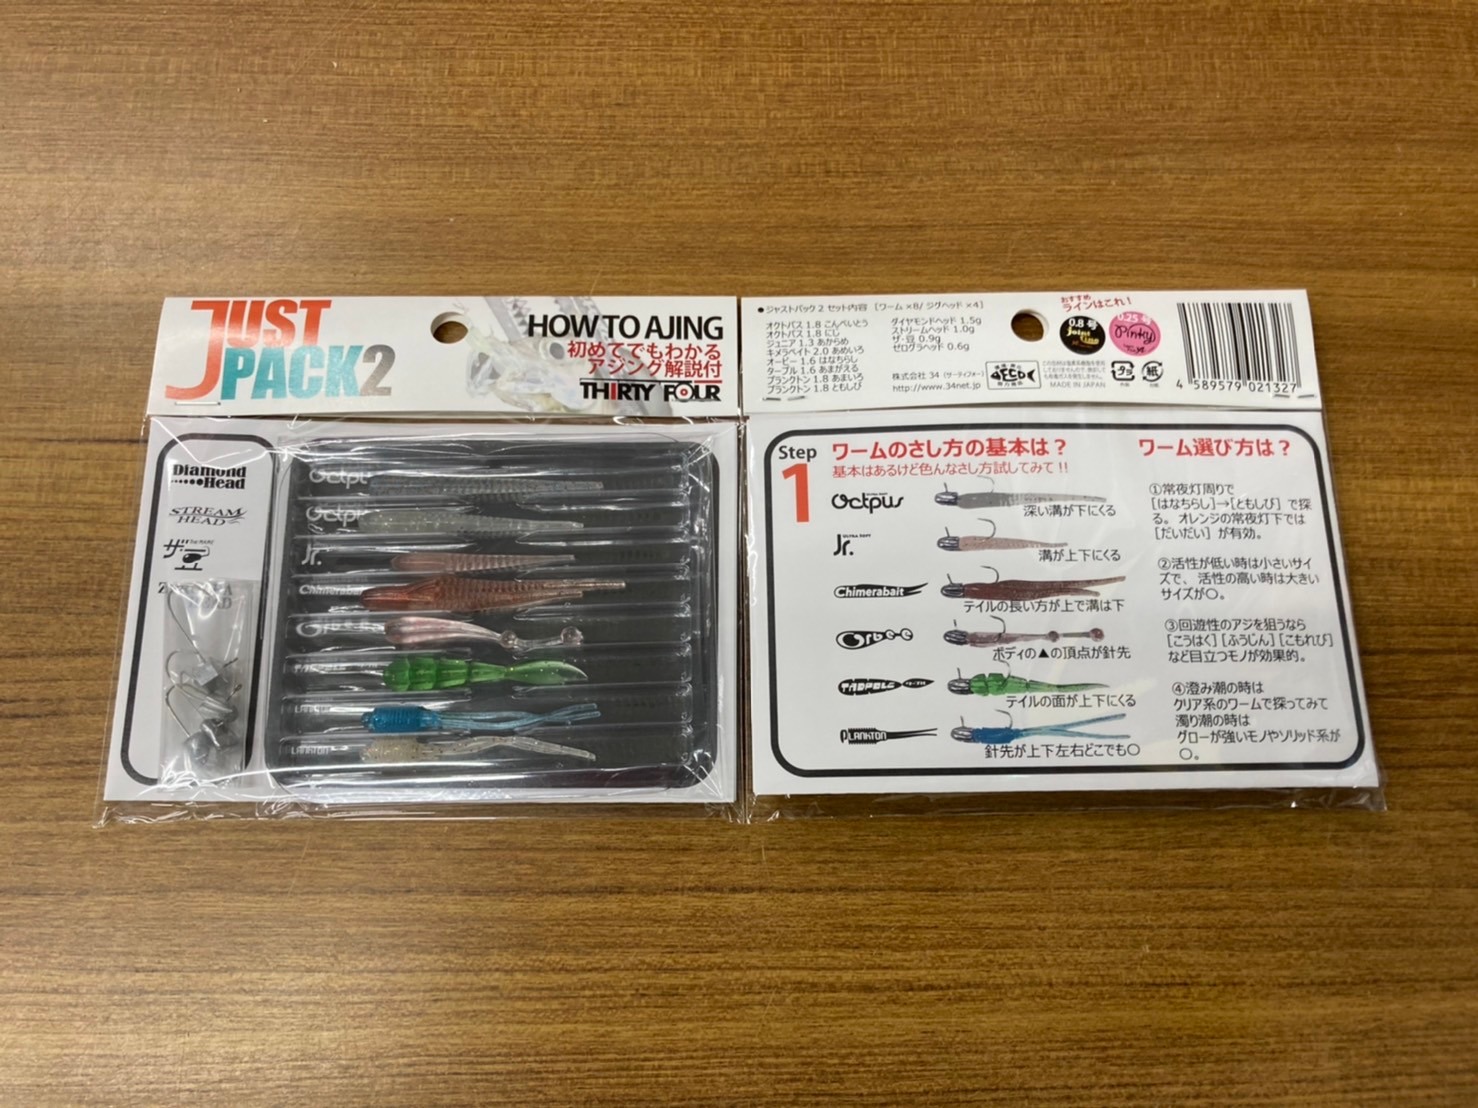 JUST
PACK2
HOW TO AJING
初めてでもわかる
アジング解説付
THIRTY FOUR
Diamond
Head
STREAM
HEAD
ザ・豆
Octpus
Jr.
Chimerabait
Orbee
TADPOLE
PLANKTON
●ジャストパック2 セット内容 [ワーム×8/ ジグヘッド×4]
オクトパス 1.8 こんぺいとう
オクトパス 1.8 にじ
ジュニア 1.3 あからめ
キメラベイト 2.0 あめいろ
オービー 1.6 はなちらし
タープル 1.6 あまがえる
プランクトン 1.8 あまいろ
プランクトン 1.8 ともしび
ダイヤモンドヘッド 1.5g
ストリームヘッド 1.0g
ザ・豆 0.9g
ゼログラヘッド 0.6g
株式会社 34 (サーティフォー)
http://www.34net.jp
おすすめ
ラインはこれ!
0.8 号
Joint
Line
0.25 号
Pinky
MADE IN JAPAN
紙
4 589579 021327
Step
1
ワームのさし方の基本は?
基本はあるけど色んなさし方試してみて!!
Octpus
深い溝が下にくる
Jr.
溝が上下にくる
Chimerabait
テイルの長い方が上で溝は下
Orbee
ボディの▲の頂点が針先
TADPOLE
テイルの面が上下にくる
PLANKTON
針先が上下左右どこでも〇
ワーム選び方は?
①常夜灯周りで
[はなちらし]→[ともしび] で探
る。オレンジの常夜灯下では
[だいだい] が有効。
②活性が低い時は小さいサイ
ズで、活性の高い時は大きい
サイズが〇。
③回遊性のアジを狙うなら
[こうはく] [ふうじん] [こもれび]
など目立つモノが効果的。
④澄み潮の時は
クリア系のワームで探ってみて
濁り潮の時は
グローが強いモノやソリッド系が
〇。